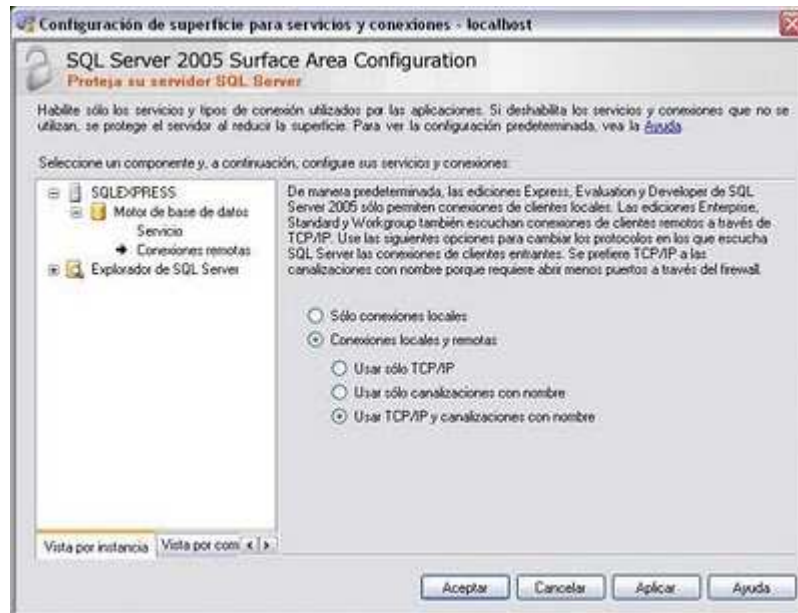 Configuración de superficie para servicios y conexiones - localhost
SQL Server 2005 Surface Area Configuration
Proteja su servidor SQL Server
Habilite sólo los servicios y tipos de conexión utilizados por las aplicaciones. Si deshabilita los servicios y conexiones que no se
utilizan, se protege el servidor al reducir la superficie. Para ver la configuración predeterminada, vea la Ayuda
Seleccione un componente y, a continuación, configure sus servicios y conexiones:
SQLEXPRESS
Motor de base de datos
Servicio
Conexiones remotas
Explorador de SQL Server
De manera predeterminada, las ediciones Express, Evaluation y Developer de SQL
Server 2005 sólo permiten conexiones de clientes locales. Las ediciones Enterprise,
Standard y Workgroup también escuchan conexiones de clientes remotos a través de
TCP/IP. Use las siguientes opciones para cambiar los protocolos en los que escucha
SQL Server las conexiones de clientes entrantes. Se prefiere TCP/IP a las
canalizaciones con nombre porque requiere abrir menos puertos a través del firewall.
Sólo conexiones locales
Conexiones locales y remotas
Usar sólo TCP/IP
Usar sólo canalizaciones con nombre
Usar TCP/IP y canalizaciones con nombre
Vista por instancia Vista por com
Aceptar Cancelar Aplicar Ayuda